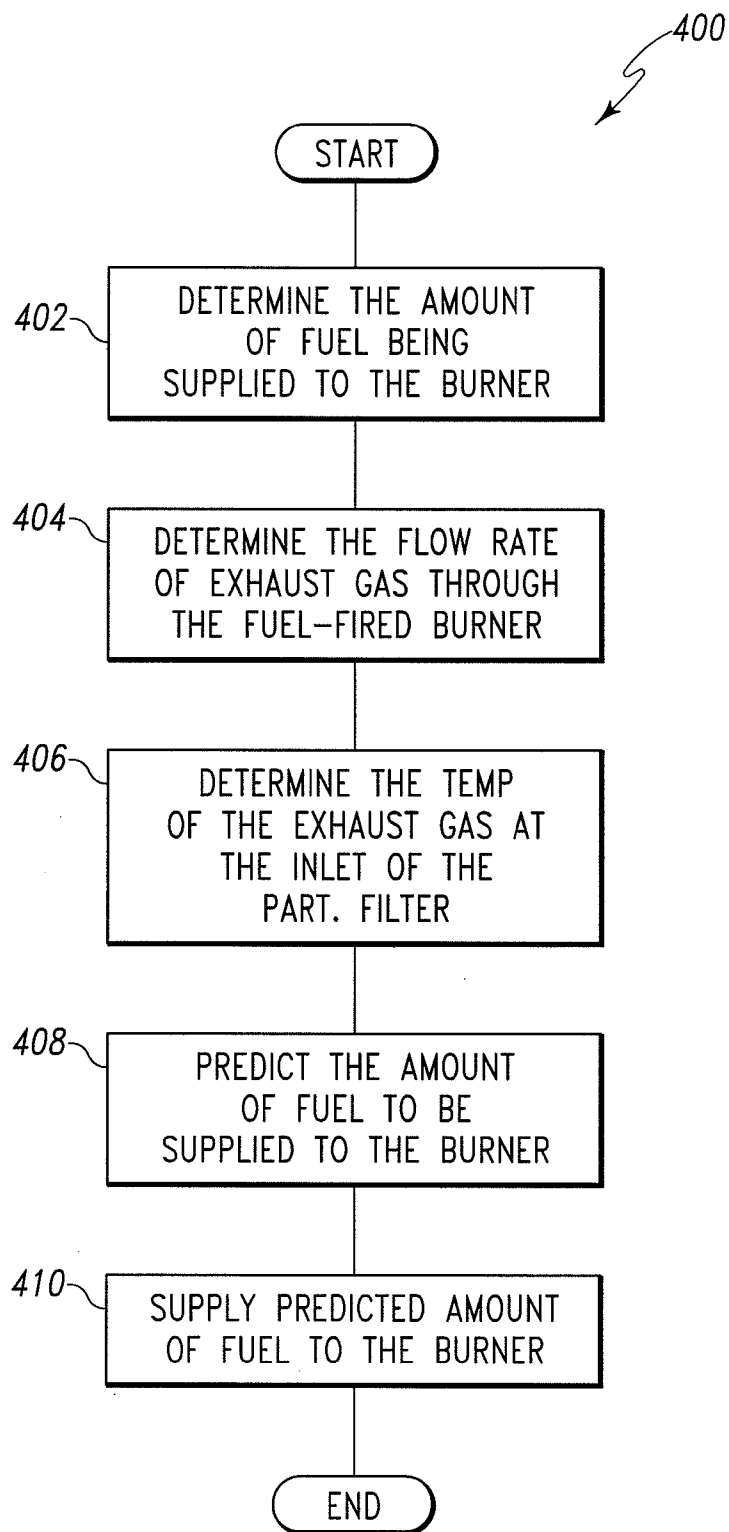 400
START
402
DETERMINE THE AMOUNT
OF FUEL BEING
SUPPLIED TO THE BURNER
404
DETERMINE THE FLOW RATE
OF EXHAUST GAS THROUGH
THE FUEL-FIRED BURNER
406
DETERMINE THE TEMP
OF THE EXHAUST GAS AT
THE INLET OF THE
PART. FILTER
408
PREDICT THE AMOUNT
OF FUEL TO BE
SUPPLIED TO THE BURNER
410
SUPPLY PREDICTED AMOUNT
OF FUEL TO THE BURNER
END